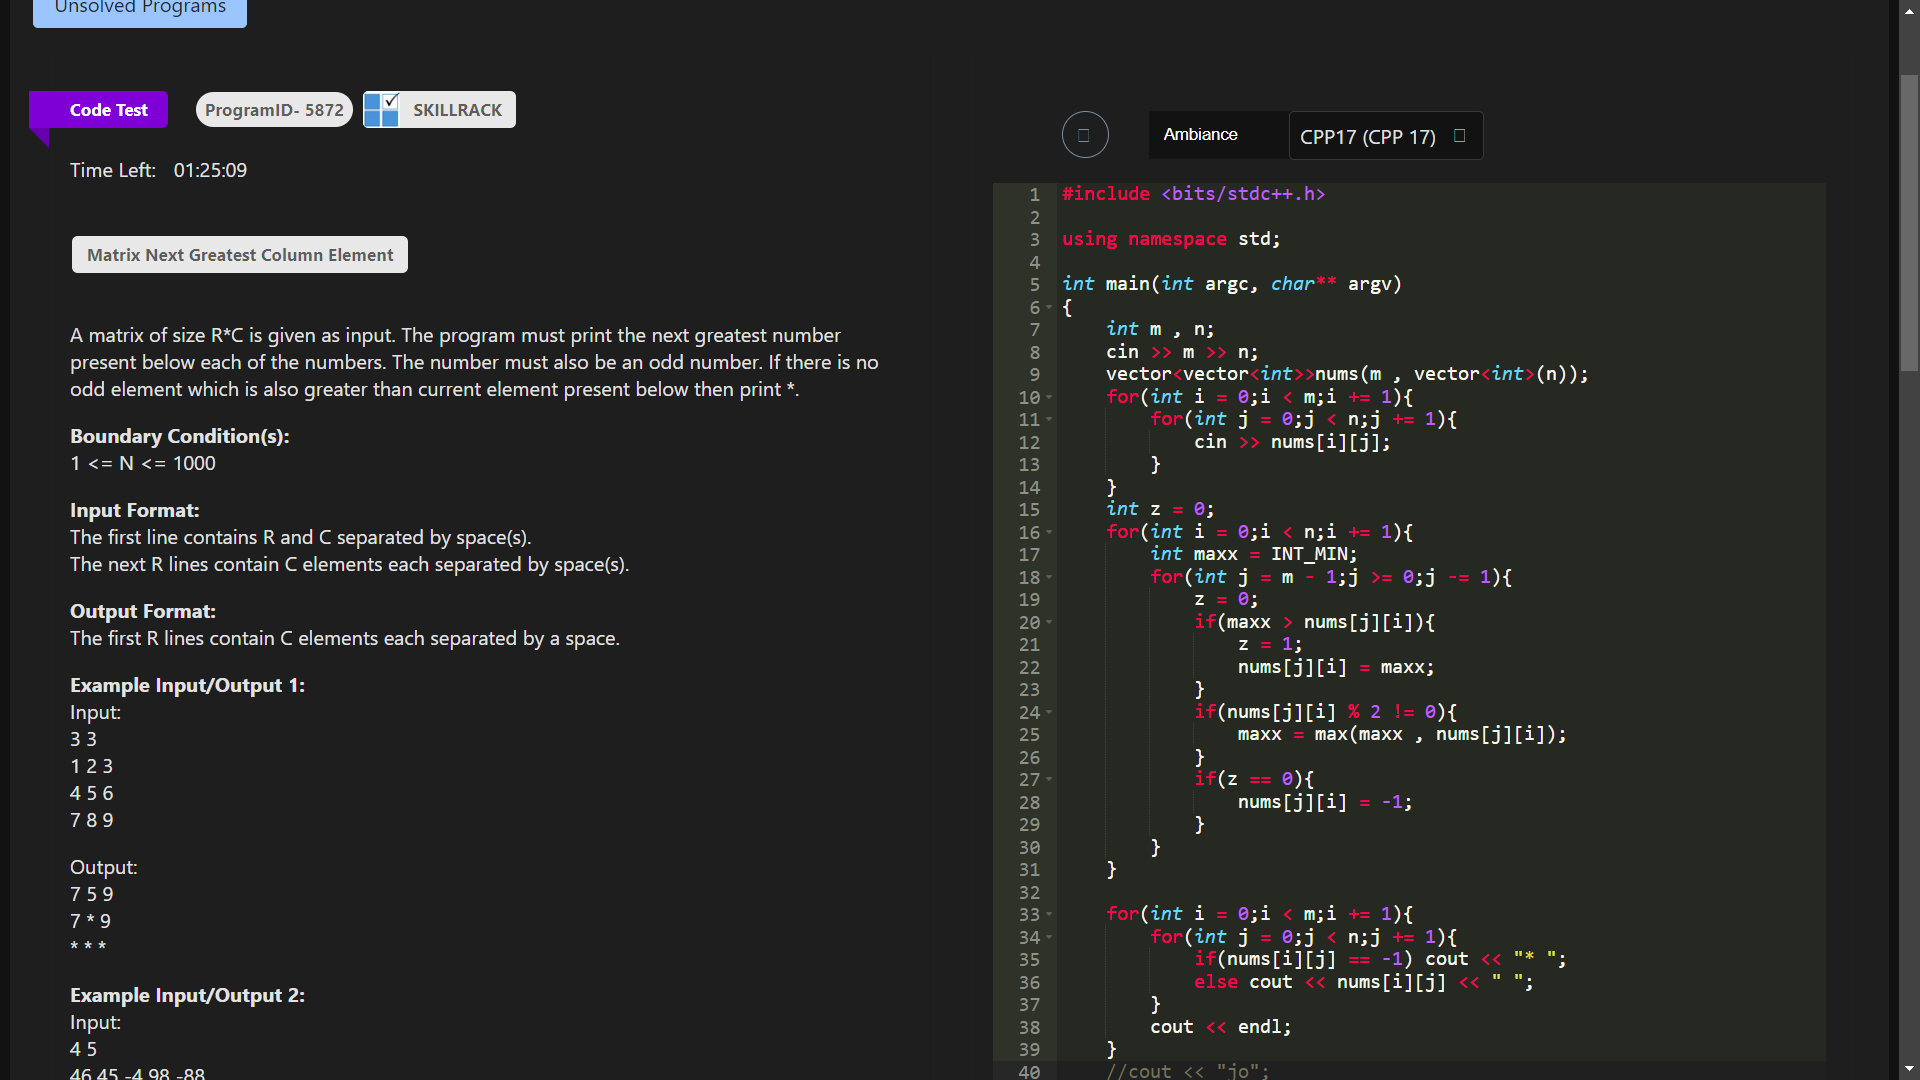 Unsolved Programs
Code Test
ProgramID- 5872
SKILLRACK
Time Left: 01:25:09
Matrix Next Greatest Column Element
A matrix of size R*C is given as input. The program must print the next greatest number
present below each of the numbers. The number must also be an odd number. If there is no
odd element which is also greater than current element present below then print *.
Boundary Condition(s):
1 <= N <= 1000
Input Format:
The first line contains R and C separated by space(s).
The next R lines contain C elements each separated by space(s).
Output Format:
The first R lines contain C elements each separated by a space.
Example Input/Output 1:
Input:
3 3
1 2 3
4 5 6
7 8 9
Output:
7 5 9
7 * 9
* * *
Example Input/Output 2:
Input:
4 5
46 45 -4 98 -88
Ambiance
CPP17 (CPP 17)
1 #include <bits/stdc++.h>
2
3 using namespace std;
4
5 int main(int argc, char** argv)
6 {
7     int m , n;
8     cin >> m >> n;
9     vector<vector<int>>nums(m , vector<int>(n));
10     for(int i = 0;i < m;i += 1){
11         for(int j = 0;j < n;j += 1){
12             cin >> nums[i][j];
13         }
14     }
15     int z = 0;
16     for(int i = 0;i < n;i += 1){
17         int maxx = INT_MIN;
18         for(int j = m - 1;j >= 0;j -= 1){
19             z = 0;
20             if(maxx > nums[j][i]){
21                 z = 1;
22                 nums[j][i] = maxx;
23             }
24             if(nums[j][i] % 2 != 0){
25                 maxx = max(maxx , nums[j][i]);
26             }
27             if(z == 0){
28                 nums[j][i] = -1;
29             }
30         }
31     }
32
33     for(int i = 0;i < m;i += 1){
34         for(int j = 0;j < n;j += 1){
35             if(nums[i][j] == -1) cout << "* ";
36             else cout << nums[i][j] << " ";
37         }
38         cout << endl;
39     }
40     //cout << "jo";